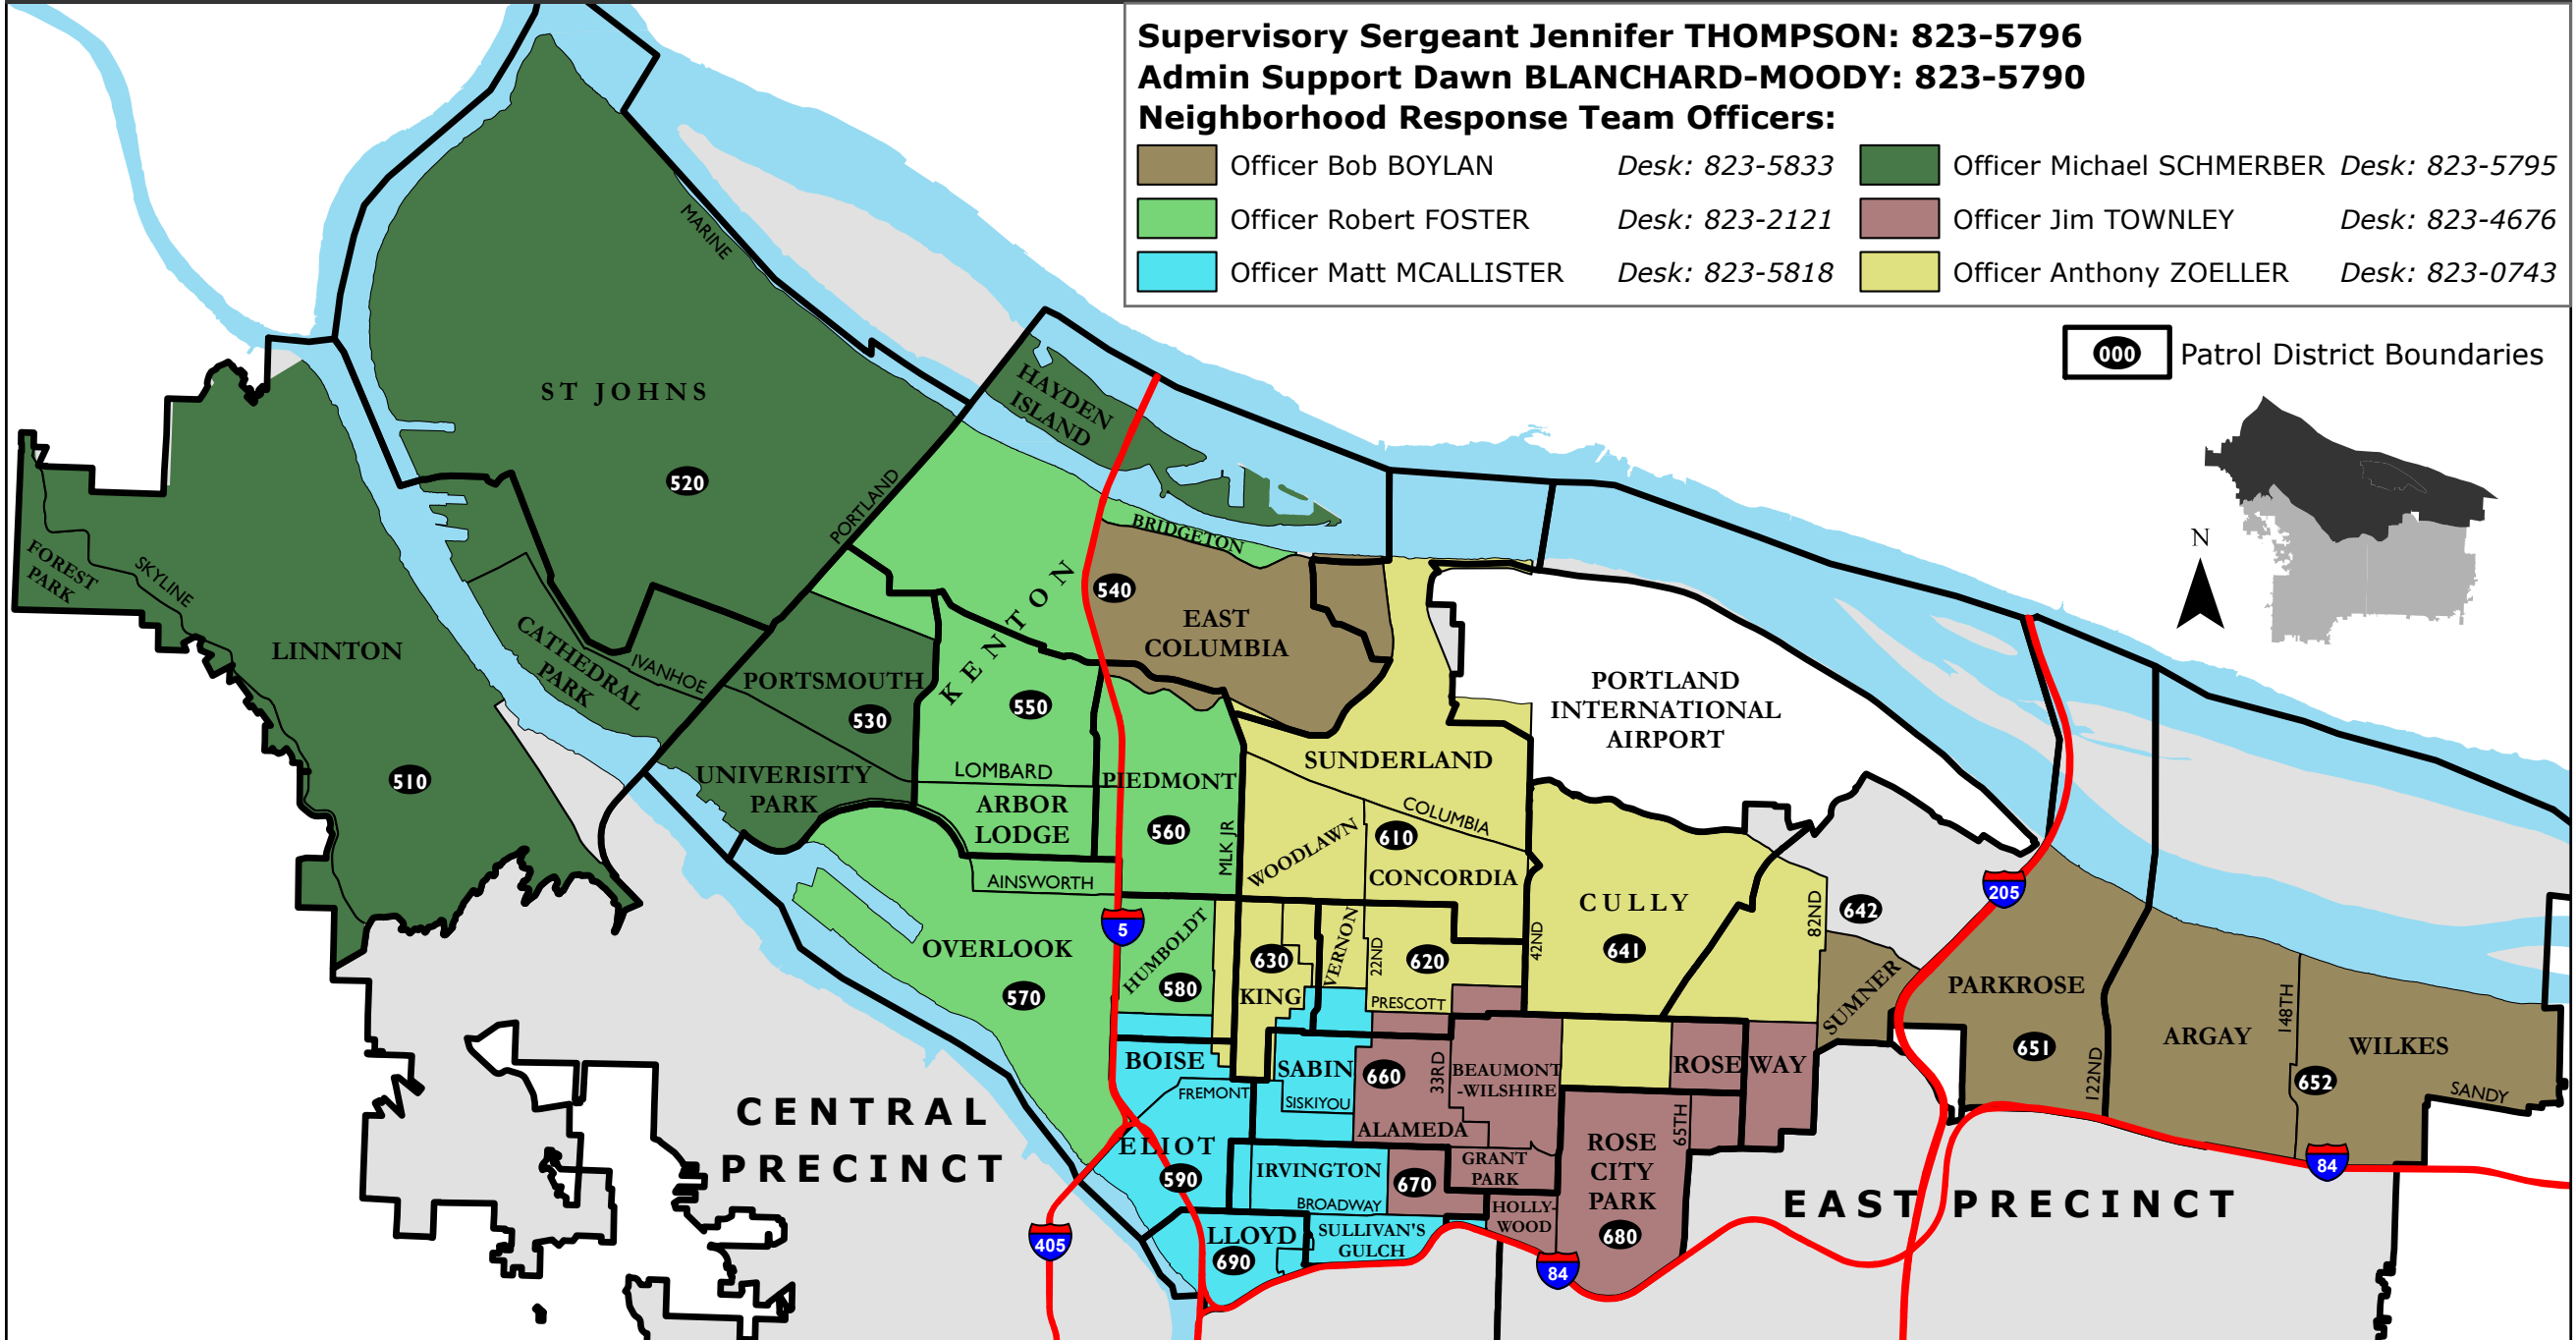 Supervisory Sergeant Jennifer THOMPSON: 823-5796
Admin Support Dawn BLANCHARD-MOODY: 823-5790
Neighborhood Response Team Officers:
Officer Bob BOYLAN Desk: 823-5833
Officer Michael SCHMERBER Desk: 823-5795
Officer Robert FOSTER Desk: 823-2121
Officer Jim TOWNLEY Desk: 823-4676
Officer Matt MCALLISTER Desk: 823-5818
Officer Anthony ZOELLER Desk: 823-0743
000 Patrol District Boundaries
N
MARINE
ST JOHNS
520
HAYDEN
ISLAND
PORTLAND
BRIDGETON
FOREST
PARK
SKYLINE
LINNTON
510
CATHEDRAL
PARK
IVANHOE
PORTSMOUTH
530
UNIVERISITY
PARK
KENTON
540
EAST
COLUMBIA
550
LOMBARD
ARBOR
LODGE
PIEDMONT
560
MLK JR
AINSWORTH
SUNDERLAND
COLUMBIA
WOODLAWN
610
CONCORDIA
PORTLAND
INTERNATIONAL
AIRPORT
CULLY
641
42ND
82ND
642
205
OVERLOOK
570
5
HUMBOLDT
580
630
KING
VERNON
22ND
620
PRESCOTT
SUMNER
PARKROSE
651
122ND
ARGAY
148TH
WILKES
652
SANDY
84
BOISE
FREMONT
SABIN
SISKIYOU
660
33RD
BEAUMONT
-WILSHIRE
ROSE WAY
ALAMEDA
65TH
ELIOT
590
IRVINGTON
BROADWAY
670
GRANT
PARK
HOLLY-
WOOD
ROSE
CITY
PARK
680
LLOYD
690
SULLIVAN'S
GULCH
84
405
CENTRAL
PRECINCT
EAST PRECINCT